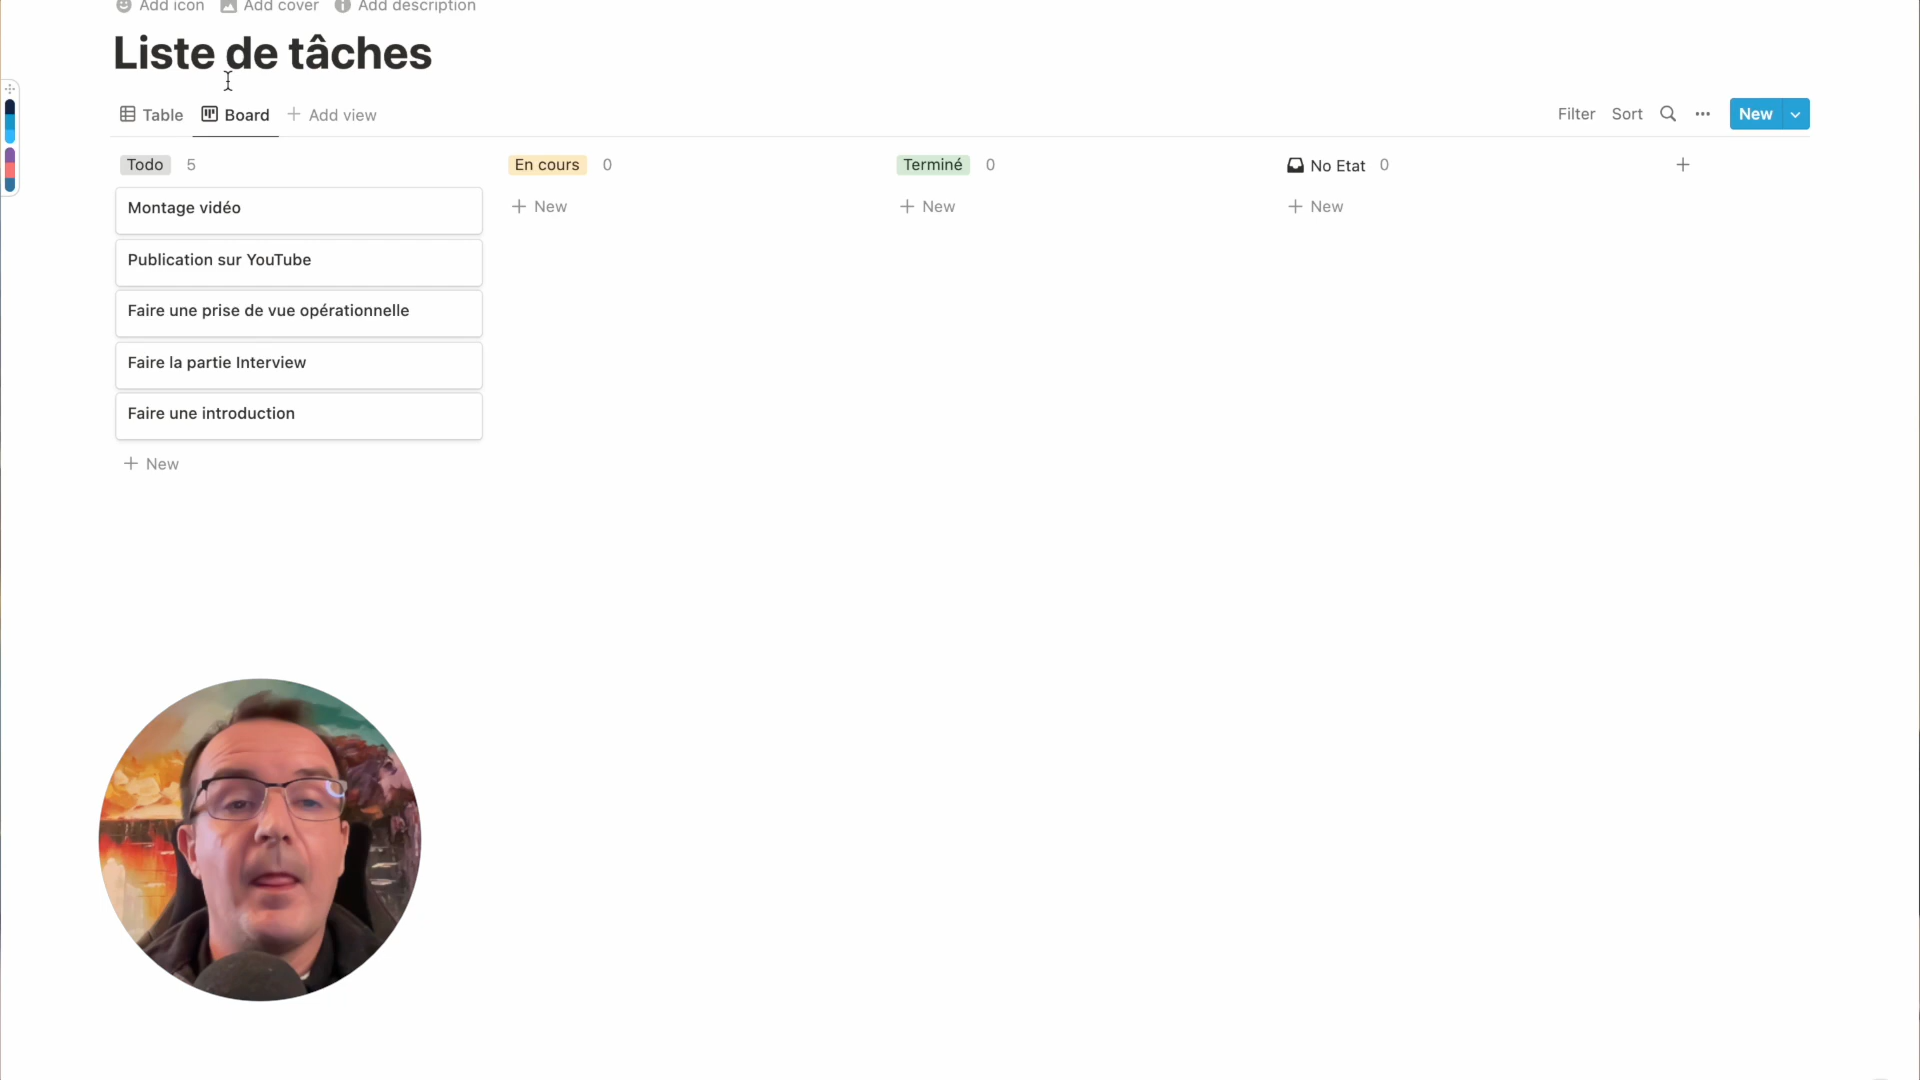 Add icon Add cover Add description
Liste de tâches
Table Board Add view Filter Sort New
Todo 5 En cours 0 Terminé 0 No Etat 0
Montage vidéo
New New New
Publication sur YouTube
Faire une prise de vue opérationnelle
Faire la partie Interview
Faire une introduction
New